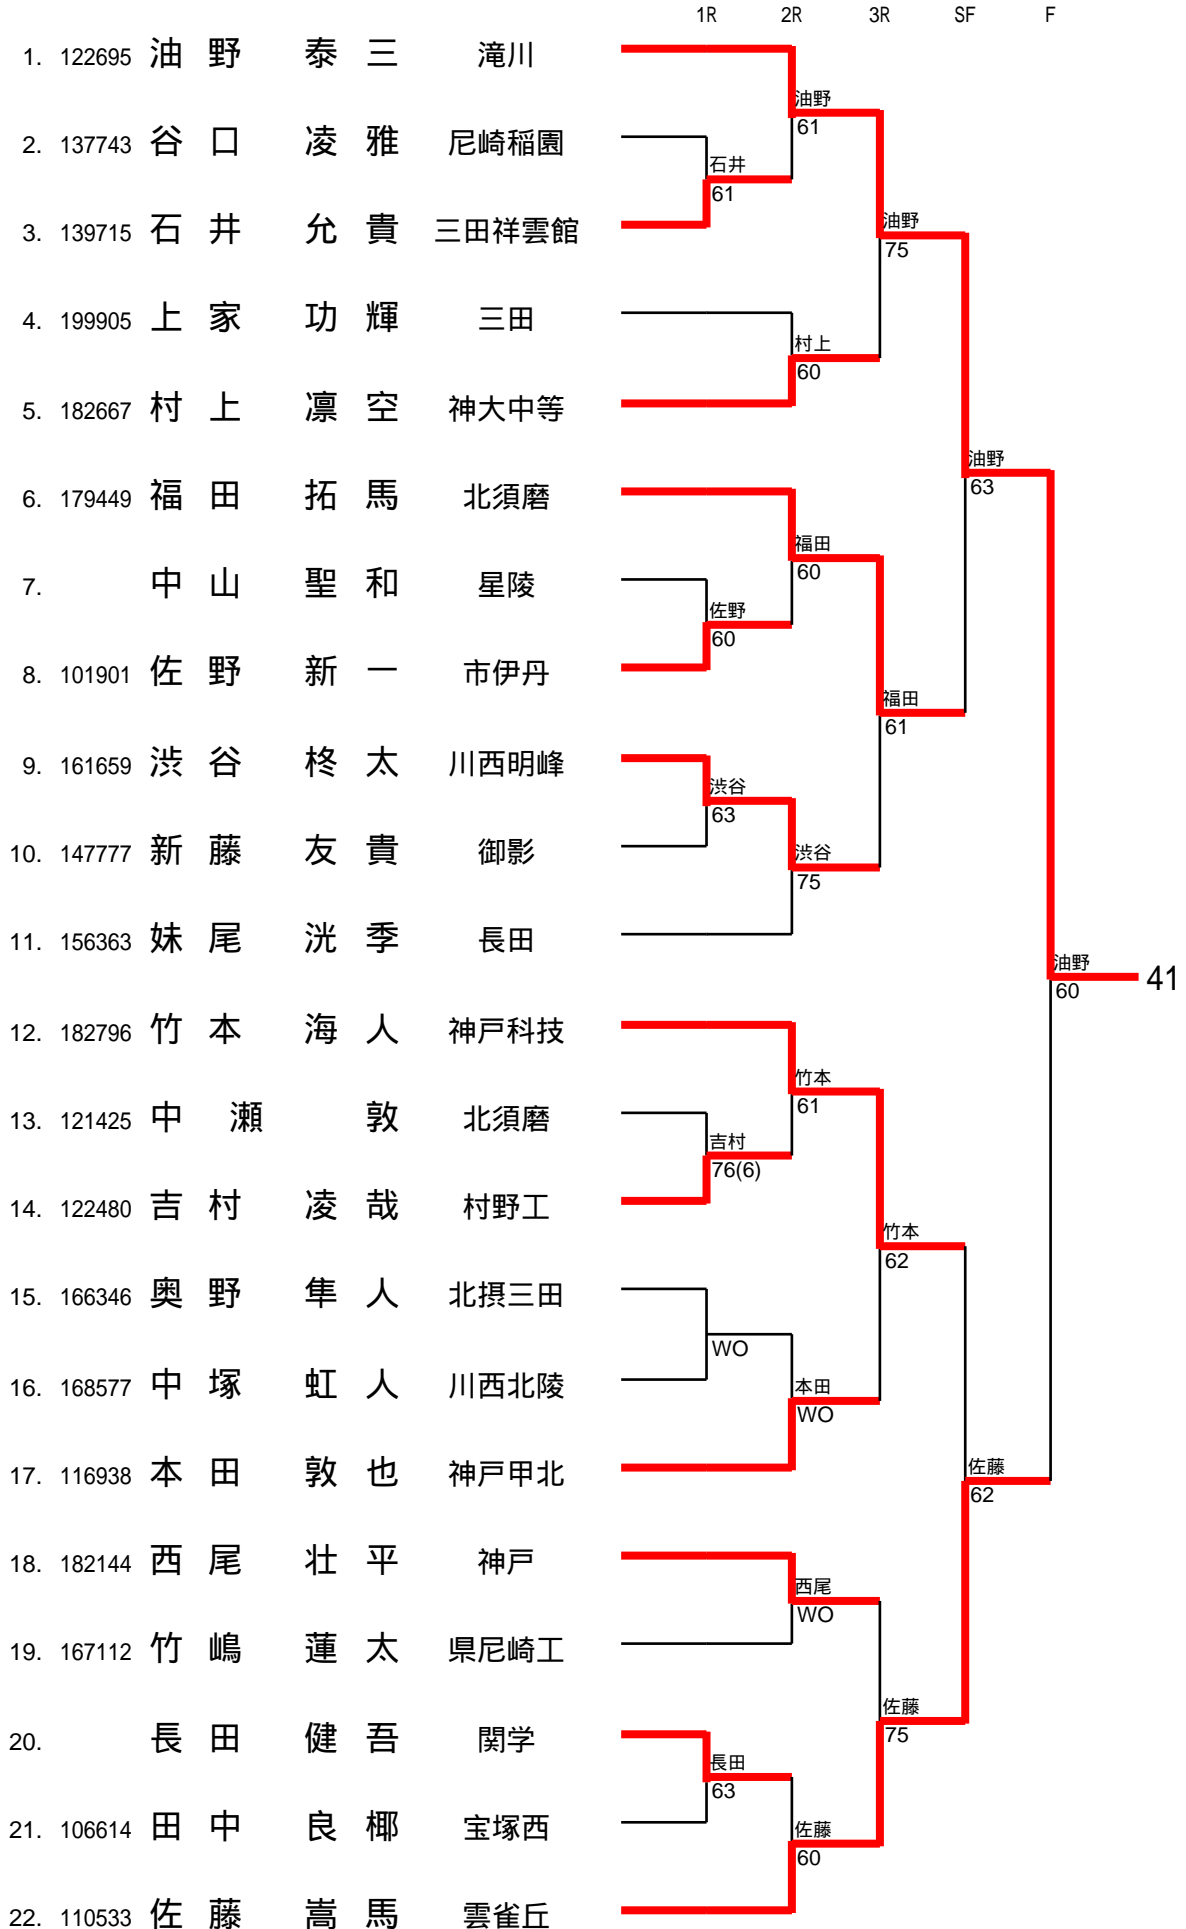 1R 2R 3R SF F
1. 122695 油野 泰三 滝川
油野
61
2. 137743 谷口 凌雅 尼崎稲園
石井
61
3. 139715 石井 允貴 三田祥雲館
油野
75
4. 199905 上家 功輝 三田
村上
60
5. 182667 村上 凛空 神大中等
油野
63
6. 179449 福田 拓馬 北須磨
福田
60
7. 中山 聖和 星陵
佐野
60
8. 101901 佐野 新一 市伊丹
福田
61
9. 161659 渋谷 柊太 川西明峰
渋谷
63
10. 147777 新藤 友貴 御影
渋谷
75
11. 156363 妹尾 洸季 長田
油野
60
41
12. 182796 竹本 海人 神戸科技
竹本
61
13. 121425 中瀬 敦 北須磨
吉村
76(6)
14. 122480 吉村 凌哉 村野工
竹本
62
15. 166346 奥野 隼人 北摂三田
WO
16. 168577 中塚 虹人 川西北陵
本田
WO
17. 116938 本田 敦也 神戸甲北
佐藤
62
18. 182144 西尾 壮平 神戸
西尾
WO
19. 167112 竹嶋 蓮太 県尼崎工
佐藤
75
20. 長田 健吾 関学
長田
63
21. 106614 田中 良椰 宝塚西
佐藤
60
22. 110533 佐藤 嵩馬 雲雀丘